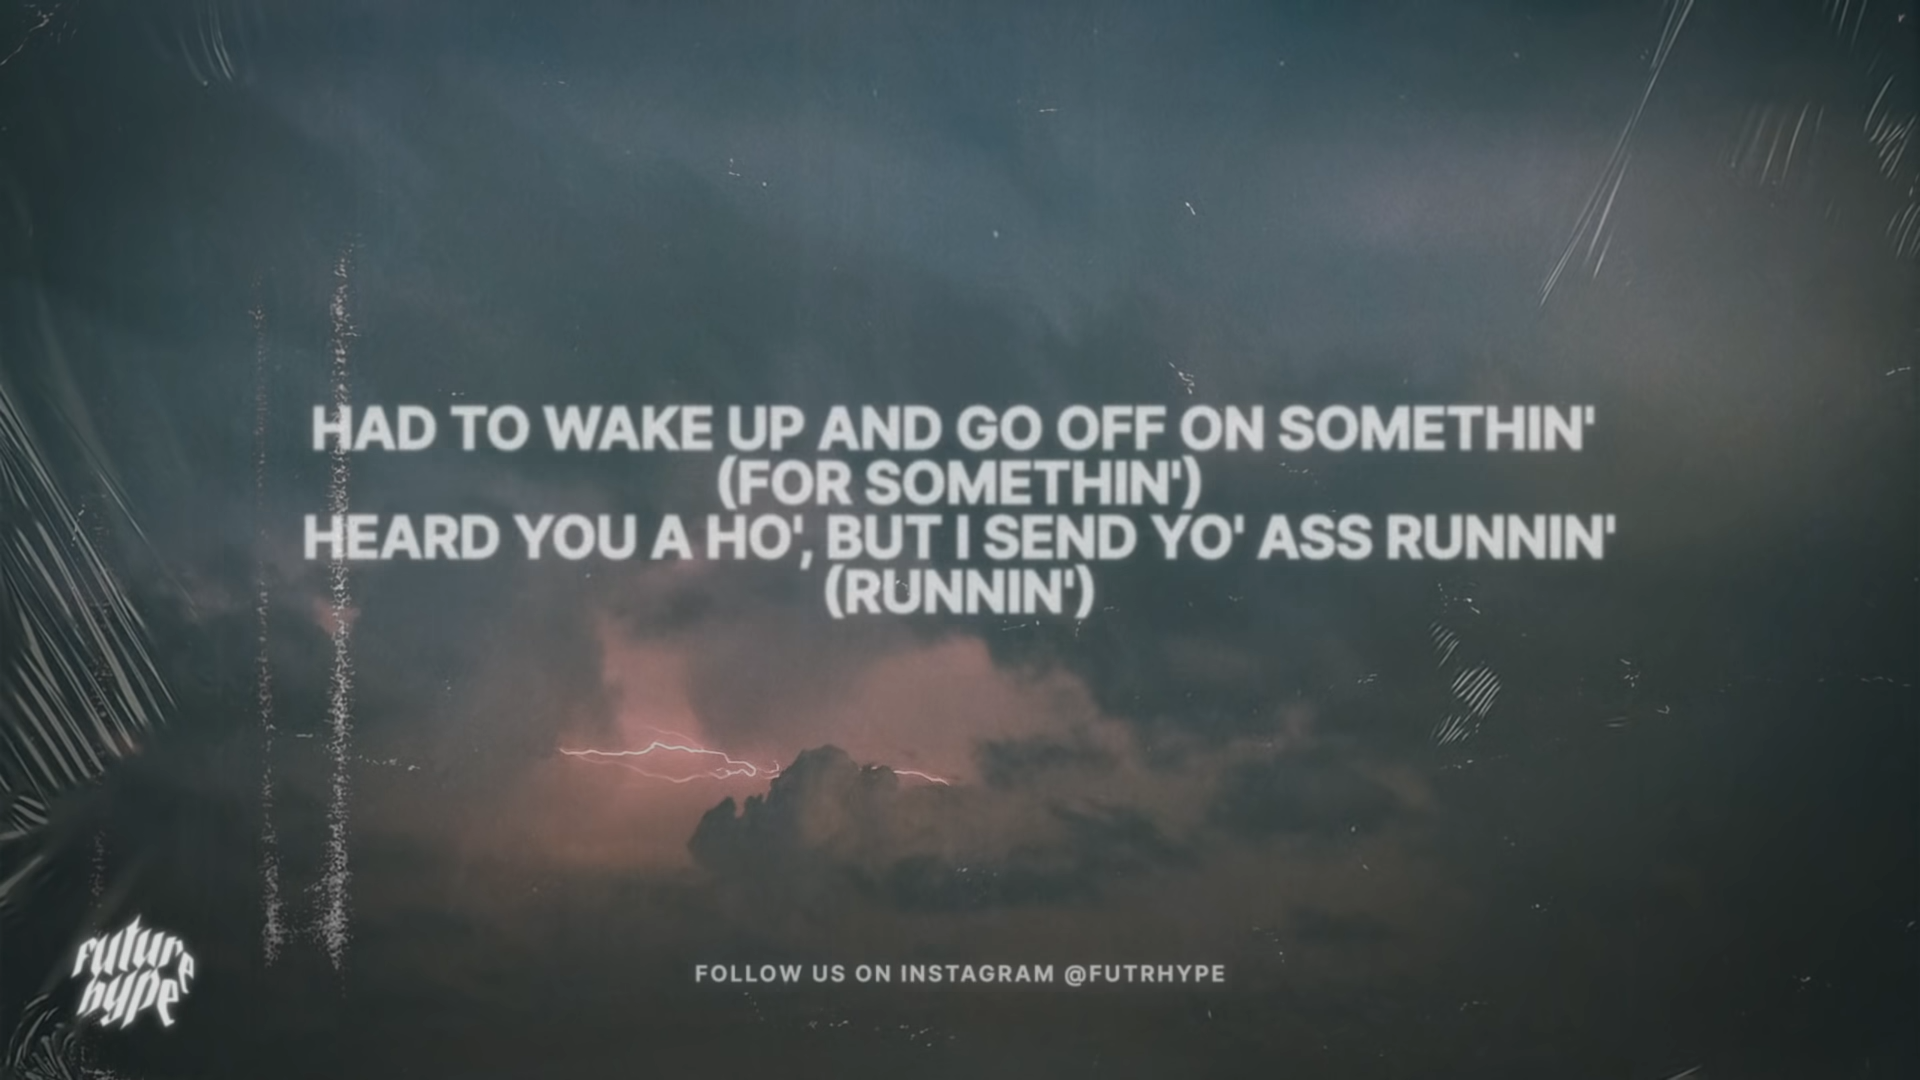 HAD TO WAKE UP AND GO OFF ON SOMETHIN'
(FOR SOMETHIN')
HEARD YOU A HO', BUT I SEND YO' ASS RUNNIN'
(RUNNIN')
FOLLOW US ON INSTAGRAM @FUTRHYPE
future
hype